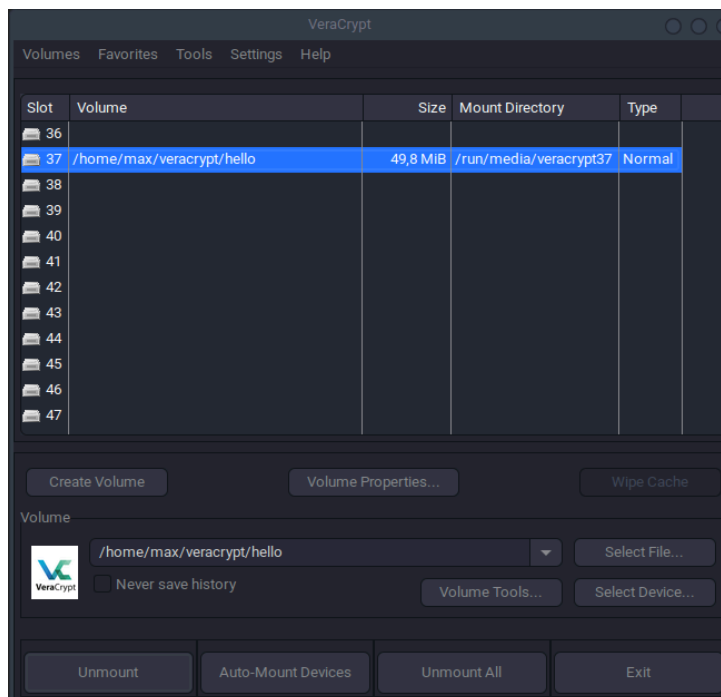 VeraCrypt
Volumes Favorites Tools Settings Help
Slot Volume Size Mount Directory Type
36
37 /home/max/veracrypt/hello 49,8 MiB /run/media/veracrypt37 Normal
38
39
40
41
42
43
44
45
46
47
Create Volume Volume Properties... Wipe Cache
Volume
/home/max/veracrypt/hello Select File...
VeraCrypt Never save history
Volume Tools... Select Device...
Unmount Auto-Mount Devices Unmount All Exit